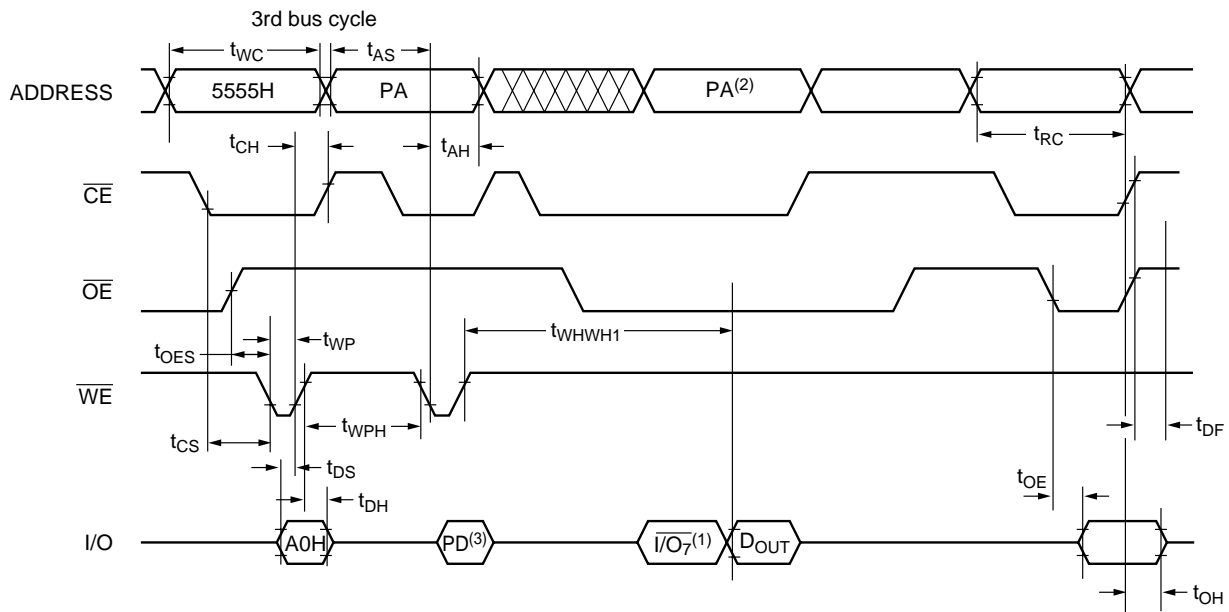 3rd bus cycle
tWC
tAS
ADDRESS
5555H
PA
PA(2)
tCH
tAH
tRC
CE
OE
tWHWH1
tOES
tWP
WE
tWPH
tCS
tDF
tDS
tOE
tDH
I/O
A0H
PD(3)
I/O7(1)
DOUT
tOH